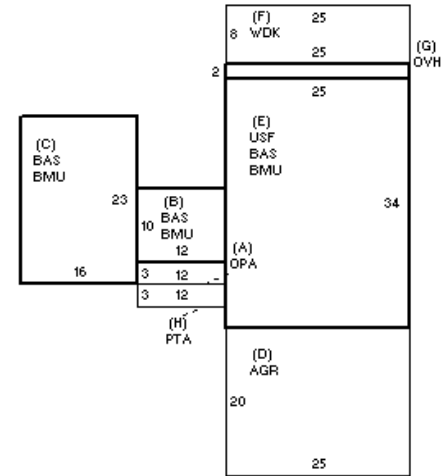 (F) 25
8 WDK
25
(G)
OVH
2
25
(E)
USF
BAS
BMU
(C)
BAS
BMU
23
34
(B)
10 BAS
BMU
12
(A)
OPA
16
3 12
3 12
(H)
PTA
(D)
AGR
20
25